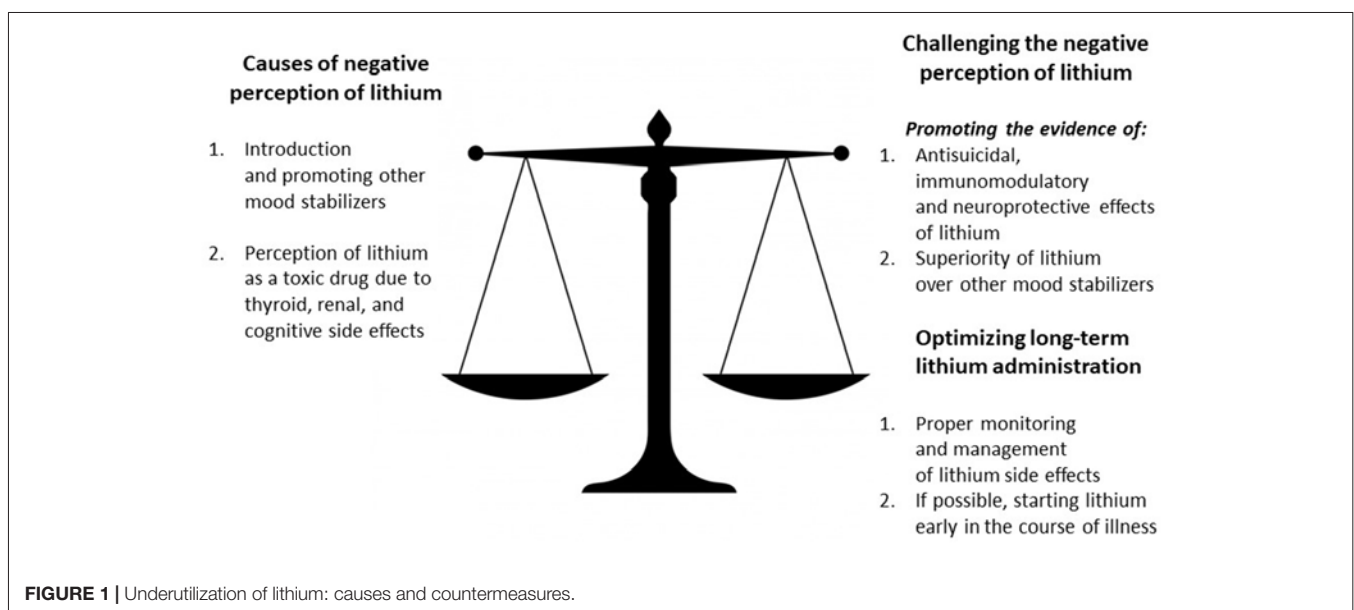 Causes of negative
perception of lithium
1. Introduction
and promoting other
mood stabilizers
2. Perception of lithium
as a toxic drug due to
thyroid, renal, and
cognitive side effects
Challenging the negative
perception of lithium
Promoting the evidence of:
1. Antisuicidal,
immunomodulatory
and neuroprotective effects
of lithium
2. Superiority of lithium
over other mood stabilizers
Optimizing long-term
lithium administration
1. Proper monitoring
and management
of lithium side effects
2. If possible, starting lithium
early in the course of illness
FIGURE 1 | Underutilization of lithium: causes and countermeasures.